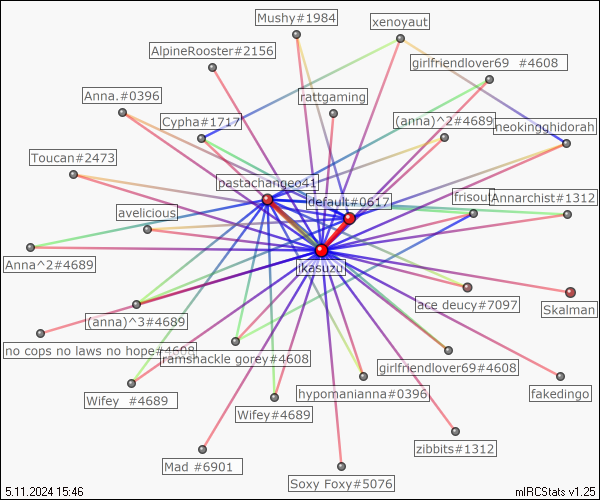 Mushy#1984
xenoyaut
AlpineRooster#2156
girlfriendlover69 #4608
Anna.#0396
rattgaming
Cypha#1717
(anna)^2#4689
neokingghidorah
Toucan#2473
pastachangeo41
default#0617
frisout
Annarchist#1312
avelicious
Anna^2#4689
lkasuzu
ace deucy#7097
Skalman
(anna)^3#4689
no cops no laws no hope#4608
ramshackle gorey#4608
girlfriendlover69#4608
fakedingo
Wifey #4689
hypomanianna#0396
Wifey#4689
zibbits#1312
Mad #6901
Soxy Foxy#5076
5.11.2024 15:46
mIRCStats v1.25